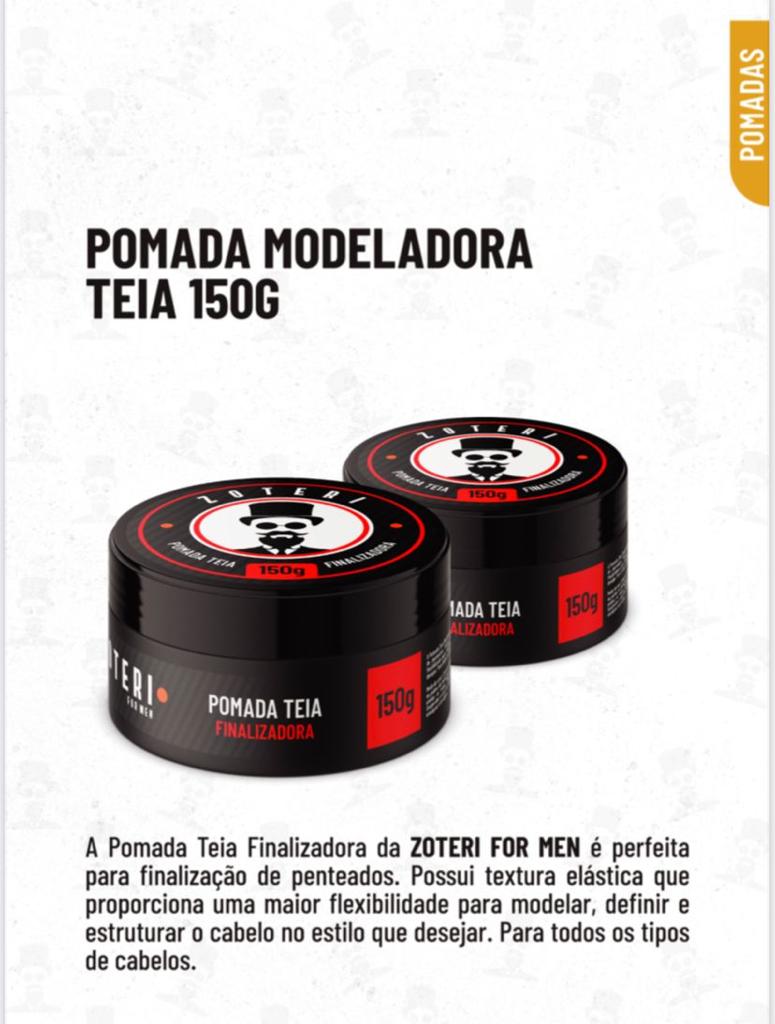 POMADAS
POMADA MODELADORA
TEIA 150G
ZOTERI
POMADA TEIA
150g
FINALIZADORA
TEIA
150g
ZOTERI
POMADA TEIA
150g
FINALIZADORA
FOR MEN
POMADA TEIA
FINALIZADORA
150g
A Pomada Teia Finalizadora da ZOTERI FOR MEN é perfeita
para finalização de penteados. Possui textura elástica que
proporciona uma maior flexibilidade para modelar, definir e
estruturar o cabelo no estilo que desejar. Para todos os tipos
de cabelos.